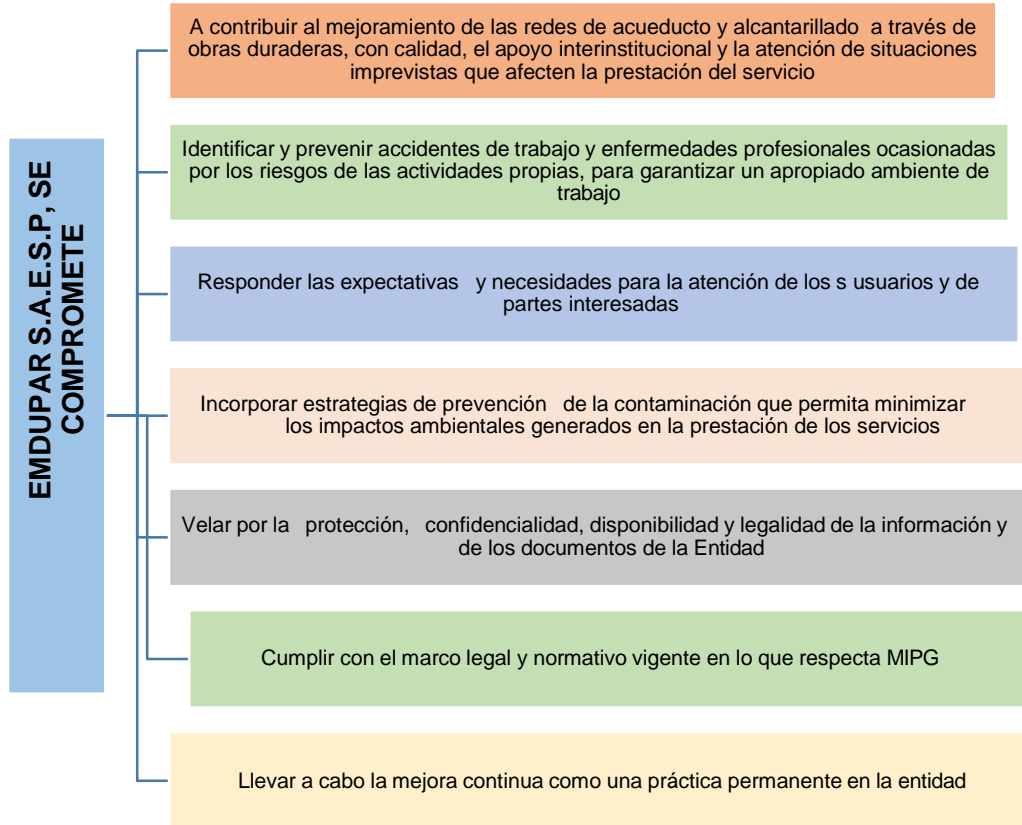 EMDUPAR S.A.E.S.P, SE
COMPROMETE
A contribuir al mejoramiento de las redes de acueducto y alcantarillado a través de
obras duraderas, con calidad, el apoyo interinstitucional y la atención de situaciones
imprevistas que afecten la prestación del servicio
Identificar y prevenir accidentes de trabajo y enfermedades profesionales ocasionadas
por los riesgos de las actividades propias, para garantizar un apropiado ambiente de
trabajo
Responder las expectativas y necesidades para la atención de los s usuarios y de
partes interesadas
Incorporar estrategias de prevención de la contaminación que permita minimizar
los impactos ambientales generados en la prestación de los servicios
Velar por la protección, confidencialidad, disponibilidad y legalidad de la información y
de los documentos de la Entidad
Cumplir con el marco legal y normativo vigente en lo que respecta MIPG
Llevar a cabo la mejora continua como una práctica permanente en la entidad